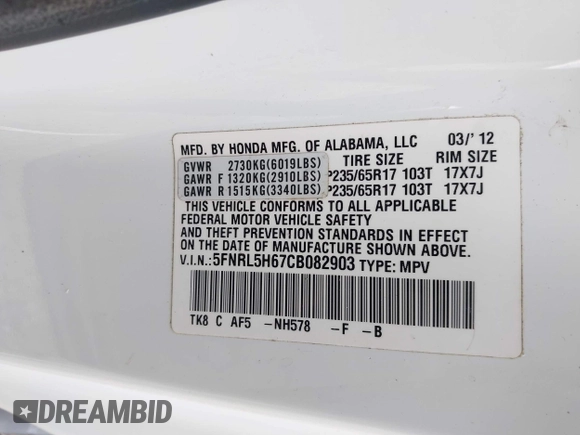 MFD. BY HONDA MFG. OF ALABAMA, LLC 03/'12
GVWR 2730KG(6019LBS) TIRE SIZE RIM SIZE
GAWR F 1320KG(2910LBS) P235/65R17 103T 17X7J
GAWR R 1515KG(3340LBS) P235/65R17 103T 17X7J
THIS VEHICLE CONFORMS TO ALL APPLICABLE
FEDERAL MOTOR VEHICLE SAFETY
AND THEFT PREVENTION STANDARDS IN EFFECT
ON THE DATE OF MANUFACTURE SHOWN ABOVE.
V.I.N.: 5FNRL5H67CB082903 TYPE: MPV
TK8 C AF5 -NH578 -F -B
DREAMBID